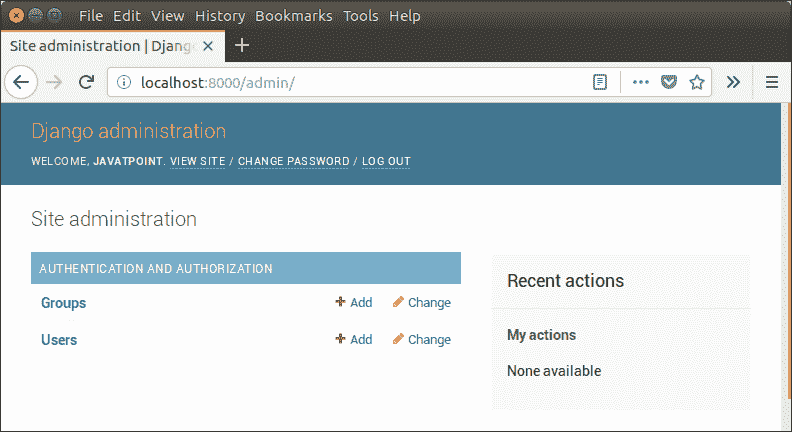 File Edit View History Bookmarks Tools Help
Site administration | Djang
localhost:8000/admin/
Django administration
WELCOME, JAVATPOINT. VIEW SITE / CHANGE PASSWORD / LOG OUT
Site administration
AUTHENTICATION AND AUTHORIZATION
Groups Add Change
Users Add Change
Recent actions
My actions
None available